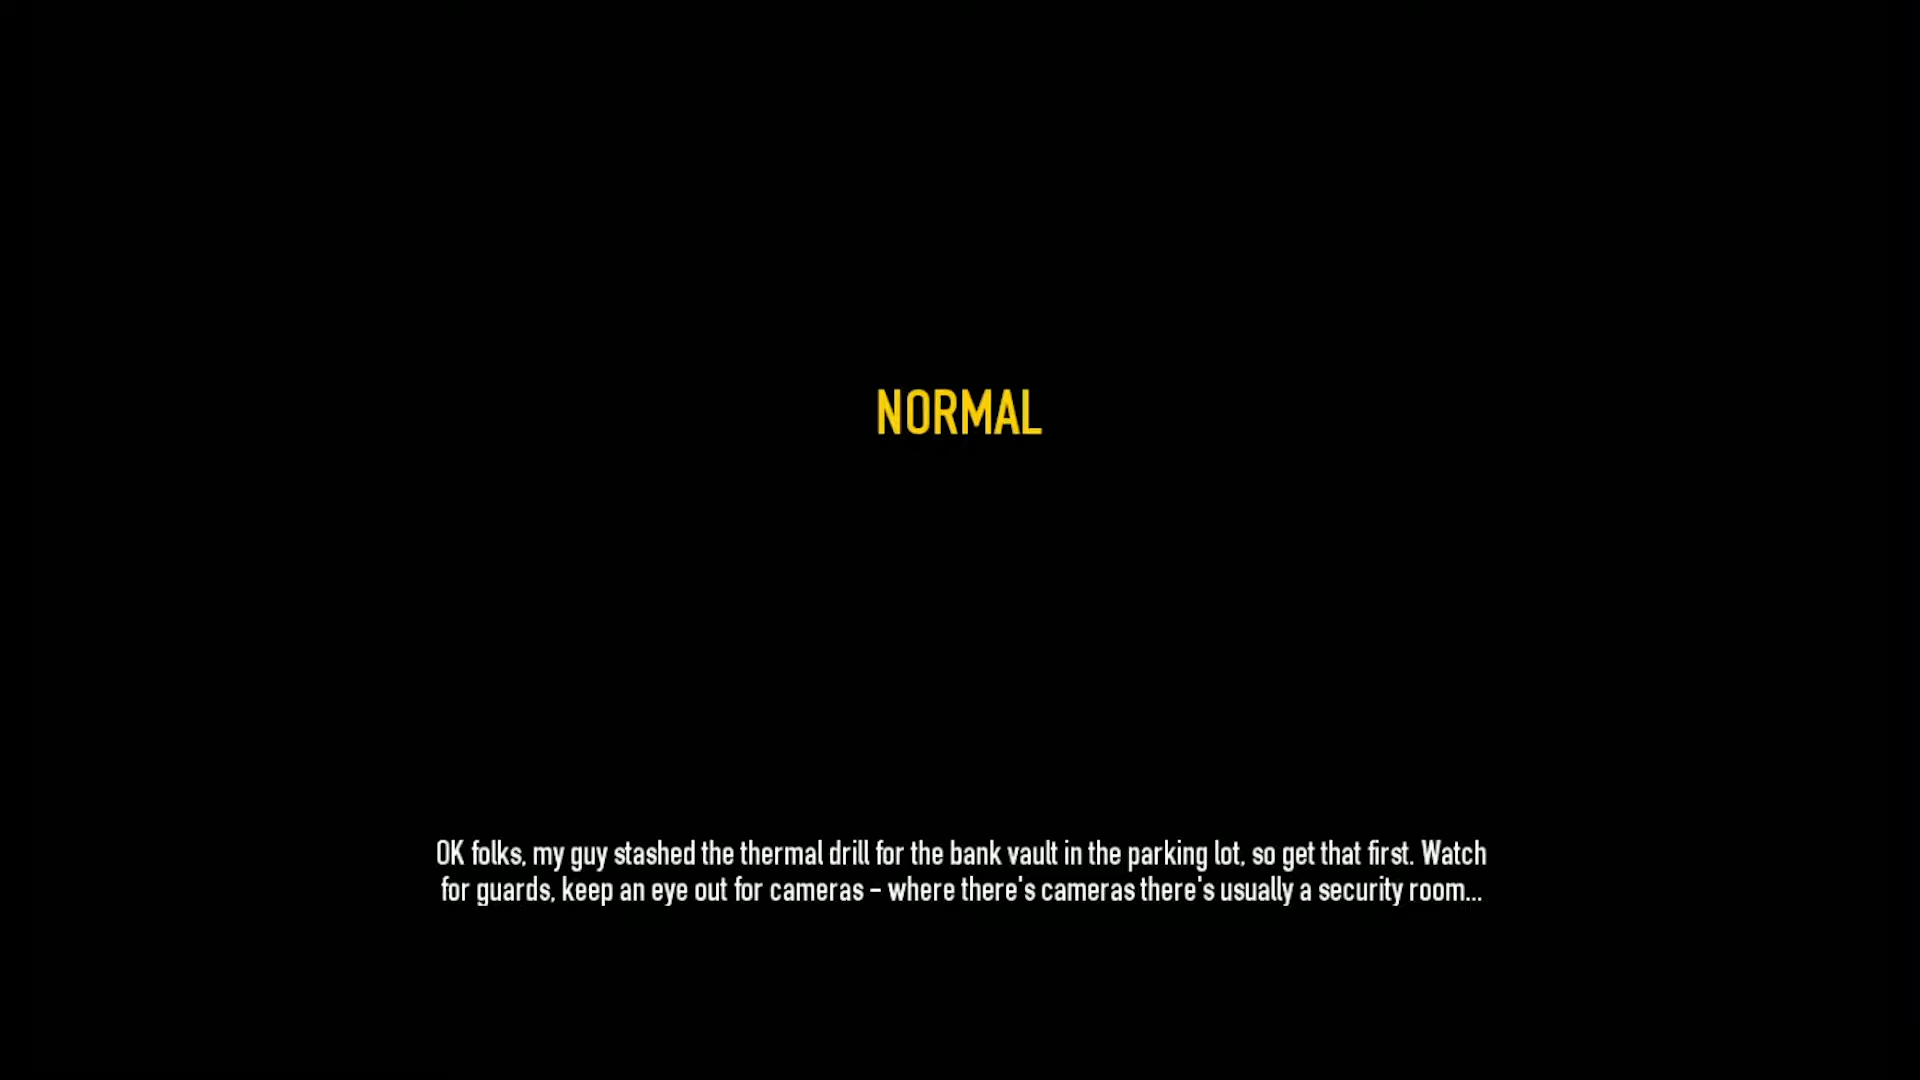 NORMAL
OK folks, my guy stashed the thermal drill for the bank vault in the parking lot, so get that first. Watch
for guards, keep an eye out for cameras - where there's cameras there's usually a security room...